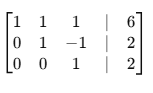 1 1 1 | 6
0 1 −1 | 2
0 0 1 | 2